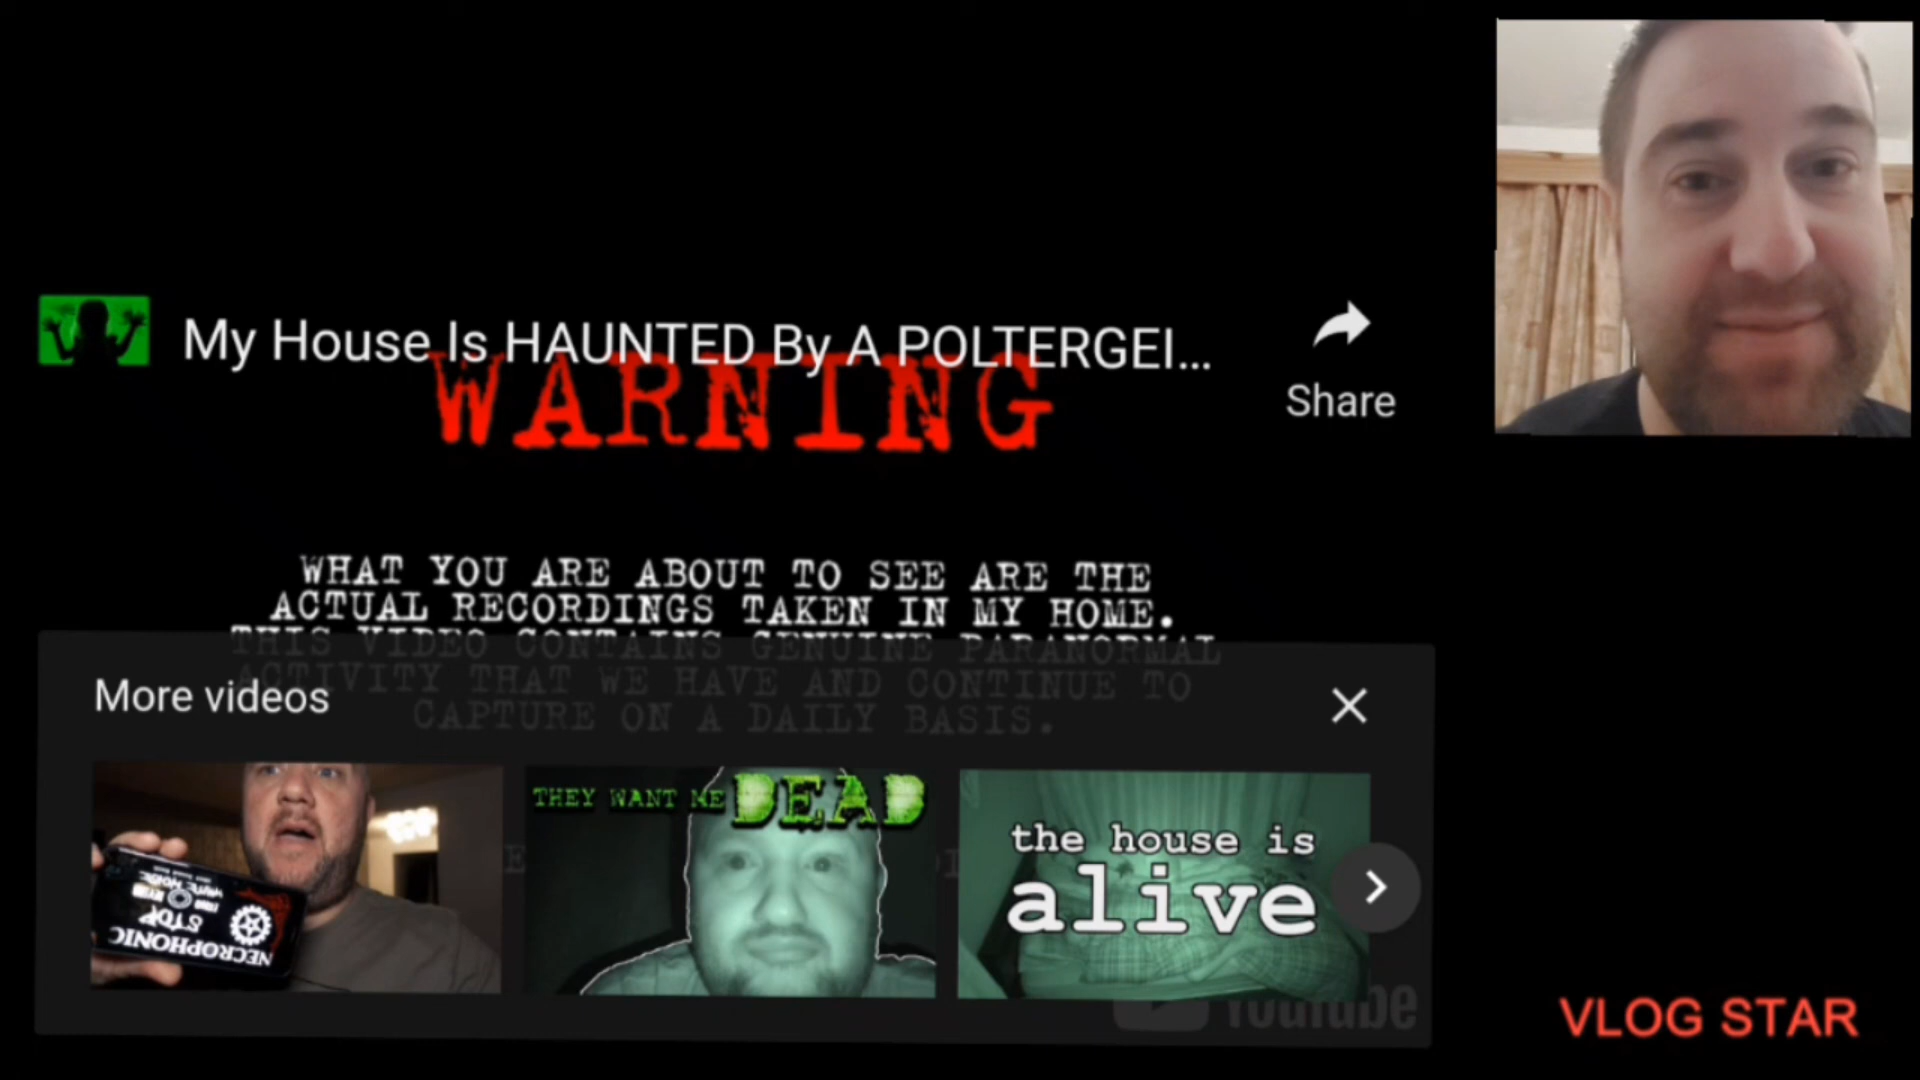 My House Is HAUNTED By A POLTERGEI...
WARNING
Share
WHAT YOU ARE ABOUT TO SEE ARE THE
ACTUAL RECORDINGS TAKEN IN MY HOME.
THIS VIDEO CONTAINS GENUINE PARANORMAL
ACTIVITY THAT WE HAVE AND CONTINUE TO
CAPTURE ON A DAILY BASIS.
More videos
THEY WANT ME DEAD
the house is
alive
NECROPHONIC
STDX
YouTube
VLOG STAR